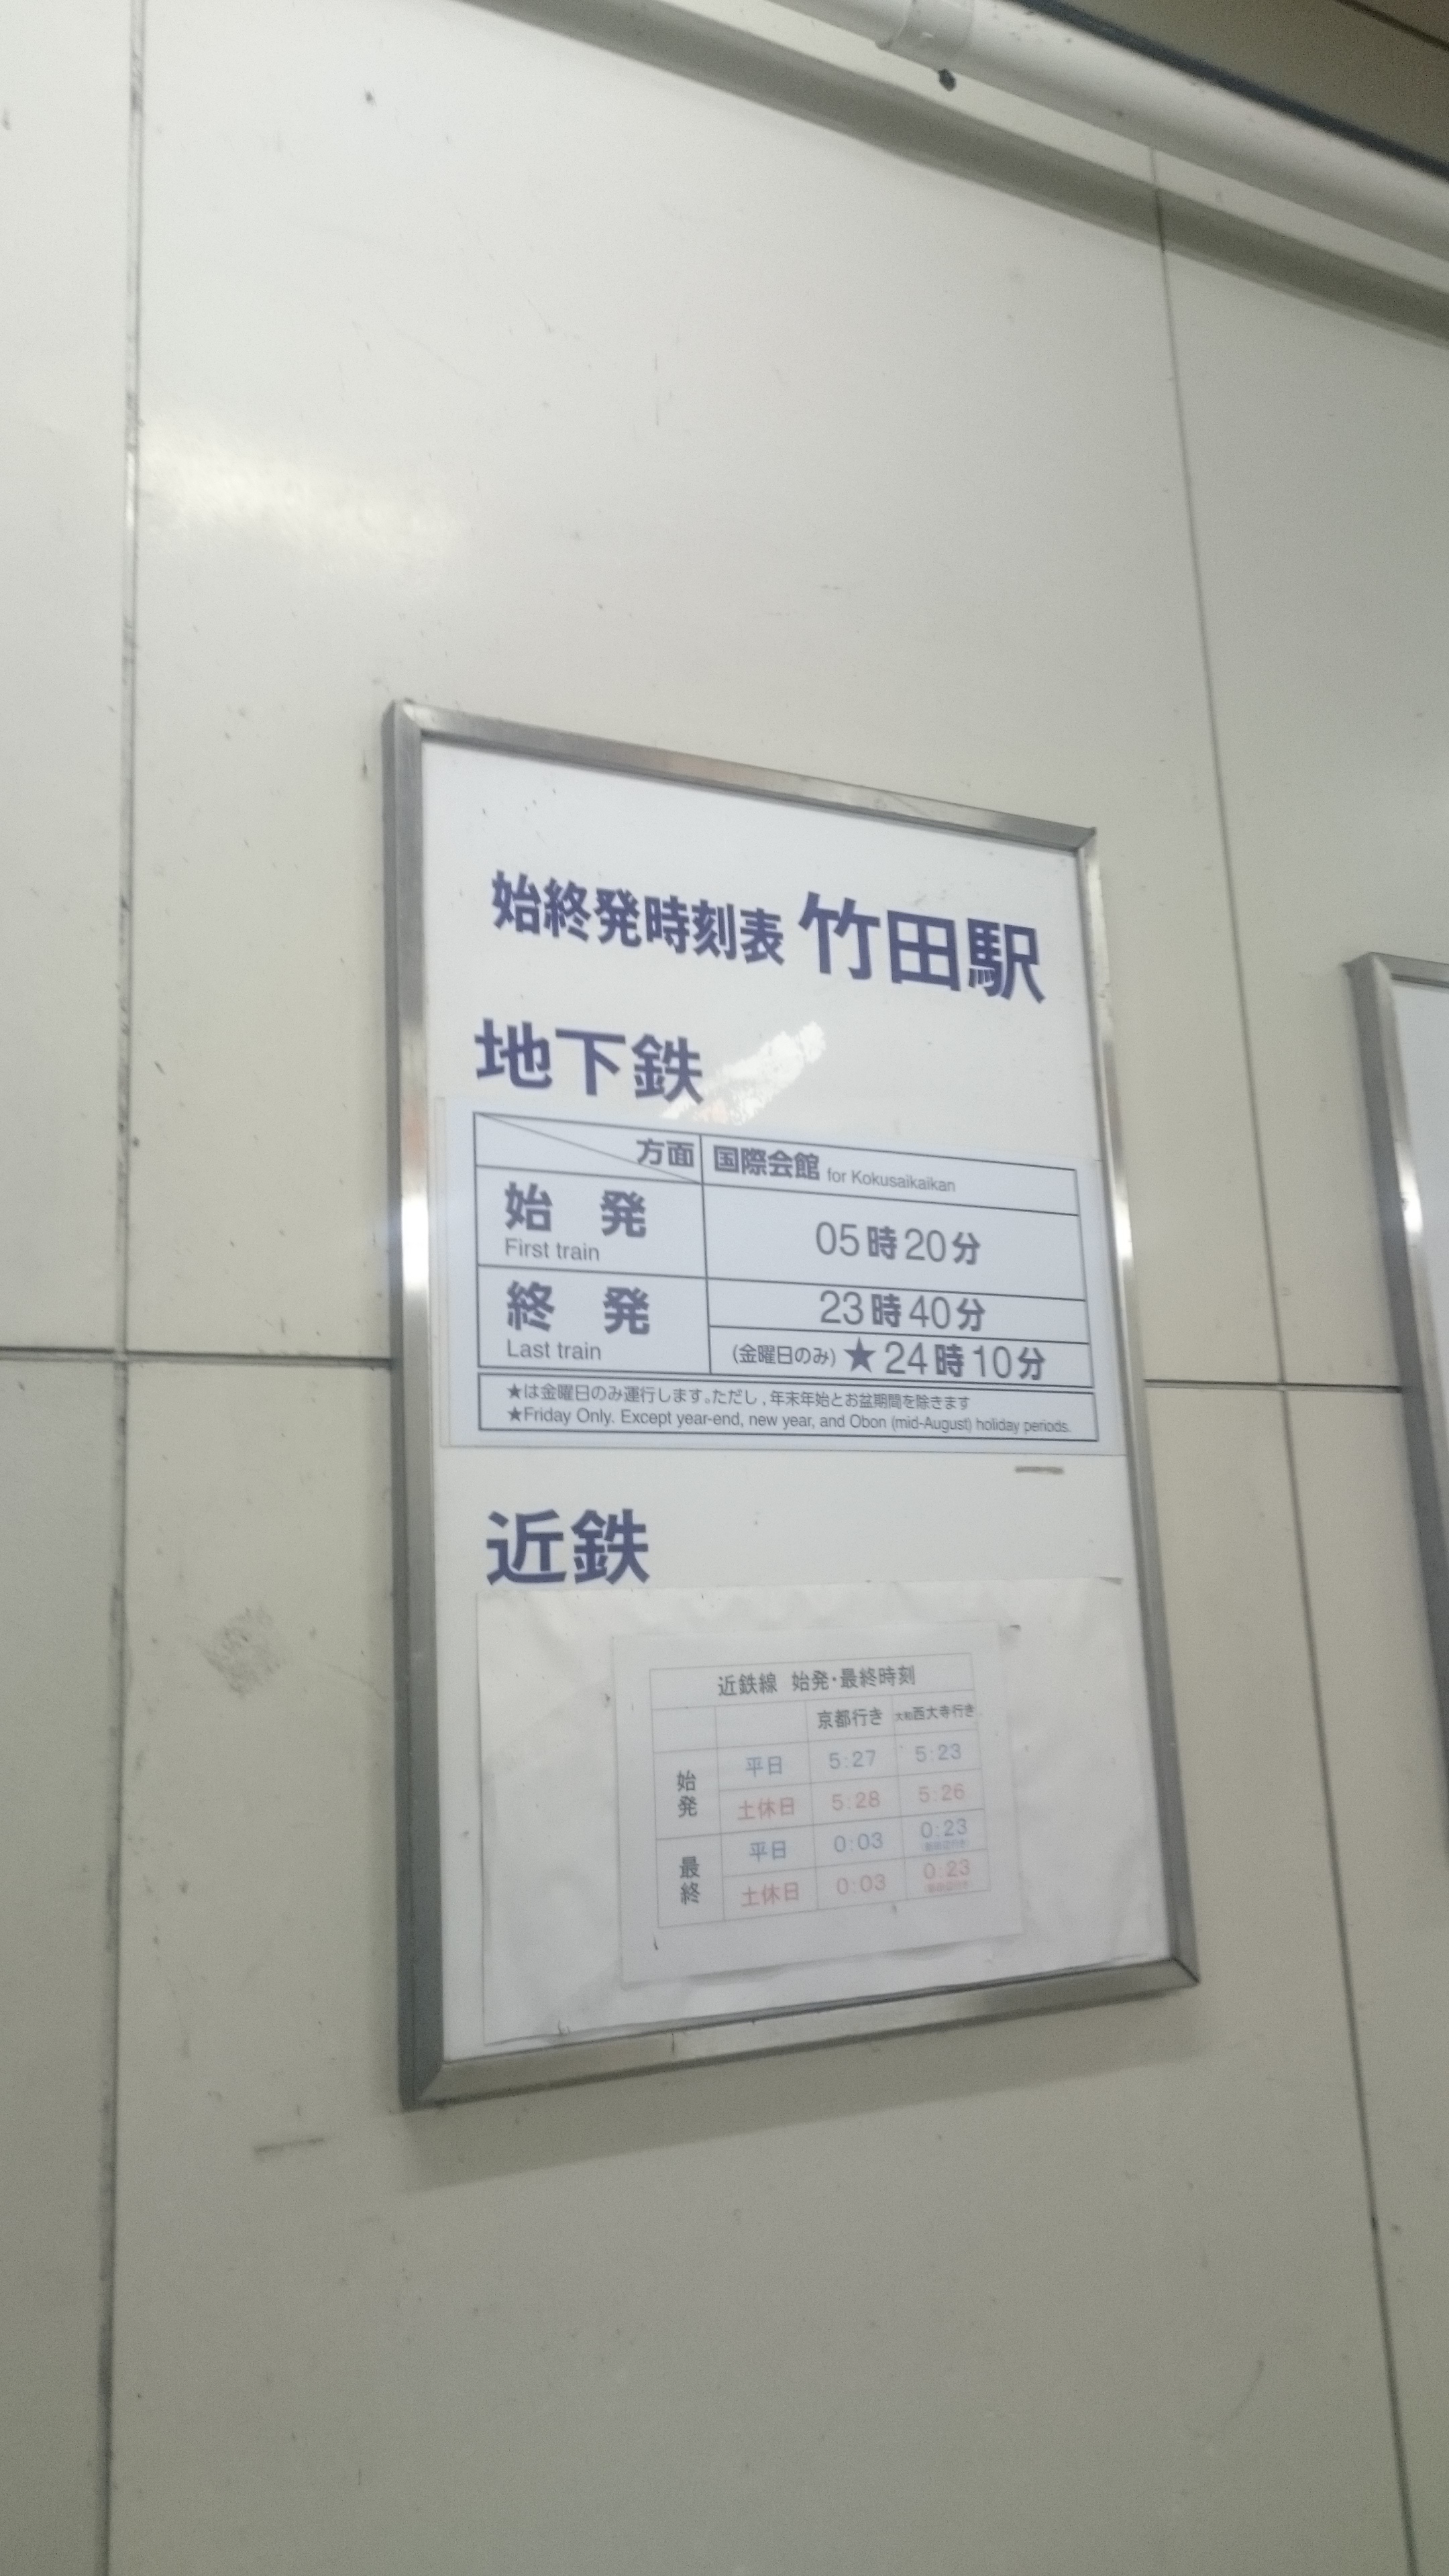 始終発時刻表 竹田駅
地下鉄
方面 国際会館 for Kokusaikaikan
始 発 05時20分
First train
終 発 23時40分
Last train (金曜日のみ) ★24時10分
★は金曜日のみ運行します。ただし,年末年始とお盆期間を除きます
★Friday Only. Except year-end, new year, and Obon (mid-August) holiday periods.
近鉄
近鉄線 始発・最終時刻
京都行き 大和西大寺行き
始発 平日 5:27 5:23
土休日 5:28 5:26
最終 平日 0:03 0:23
土休日 0:03 0:23